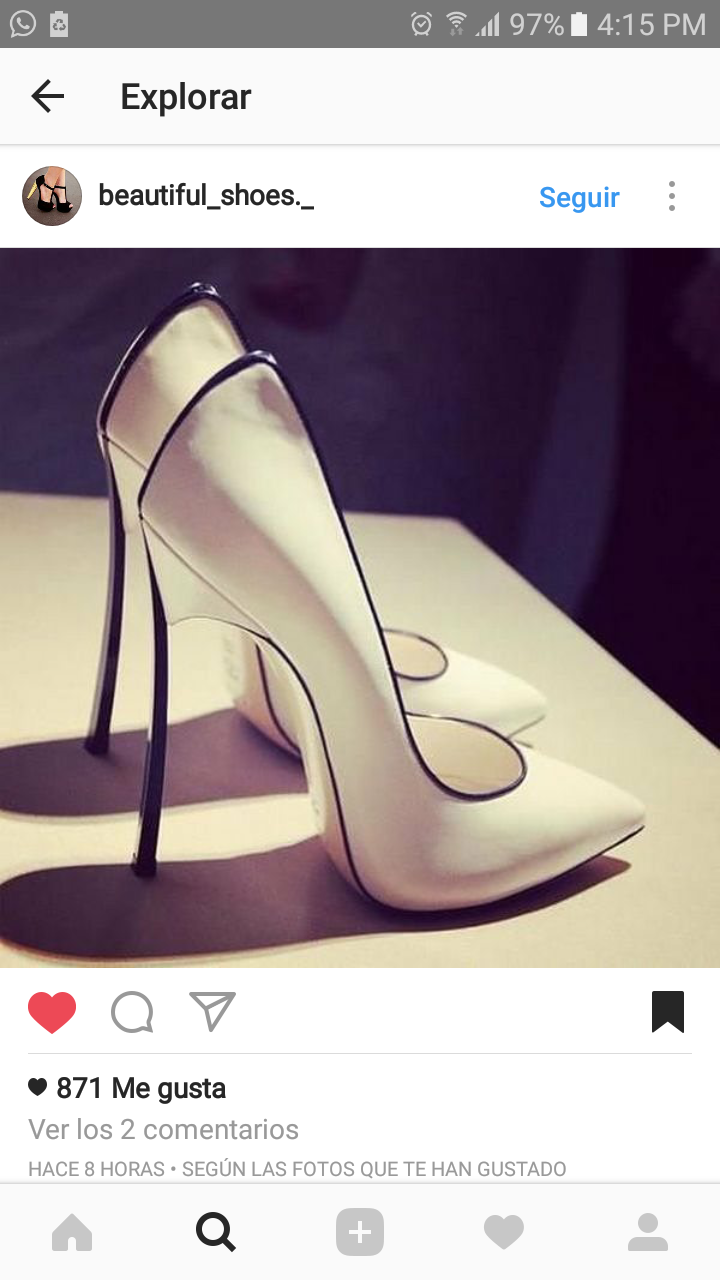 97% 4:15 PM
Explorar
beautiful_shoes._
Seguir
871 Me gusta
Ver los 2 comentarios
HACE 8 HORAS • SEGÚN LAS FOTOS QUE TE HAN GUSTADO